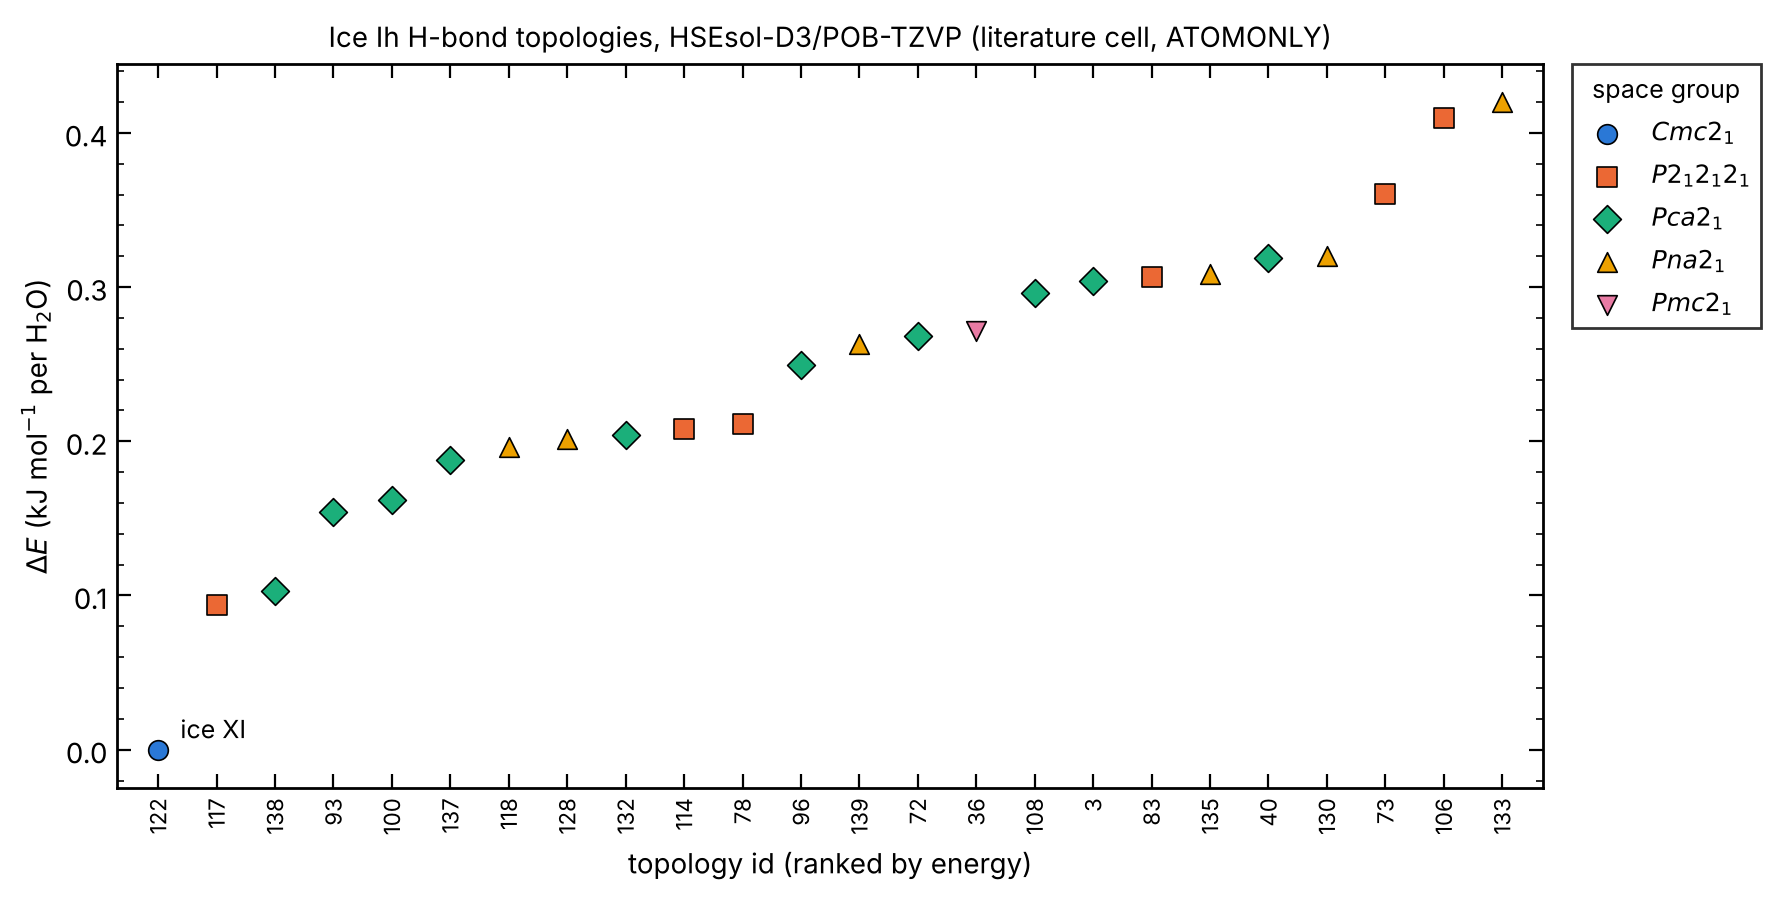 Ice Ih H-bond topologies, HSEsol-D3/POB-TZVP (literature cell, ATOMONLY)
ΔE (kJ mol⁻¹ per H₂O)
0.4
0.3
0.2
0.1
0.0
ice XI
122 117 138 93 100 137 118 128 132 114 78 96 139 72 36 108 3 83 135 40 130 73 106 133
topology id (ranked by energy)
space group
Cmc2₁
P2₁2₁2₁
Pca2₁
Pna2₁
Pmc2₁